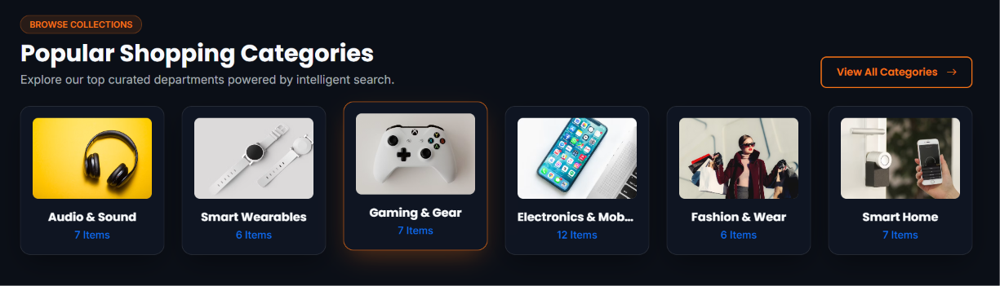 BROWSE COLLECTIONS
Popular Shopping Categories
Explore our top curated departments powered by intelligent search.
View All Categories →
Audio & Sound
7 Items
Smart Wearables
6 Items
Gaming & Gear
7 Items
Electronics & Mob...
12 Items
Fashion & Wear
6 Items
Smart Home
7 Items